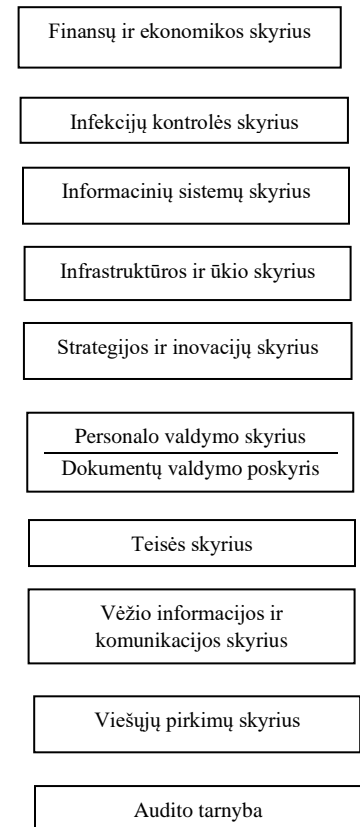 Finansų ir ekonomikos skyrius
Infekcijų kontrolės skyrius
Informacinių sistemų skyrius
Infrastruktūros ir ūkio skyrius
Strategijos ir inovacijų skyrius
Personalo valdymo skyrius
Dokumentų valdymo poskyris
Teisės skyrius
Vėžio informacijos ir
komunikacijos skyrius
Viešųjų pirkimų skyrius
Audito tarnyba